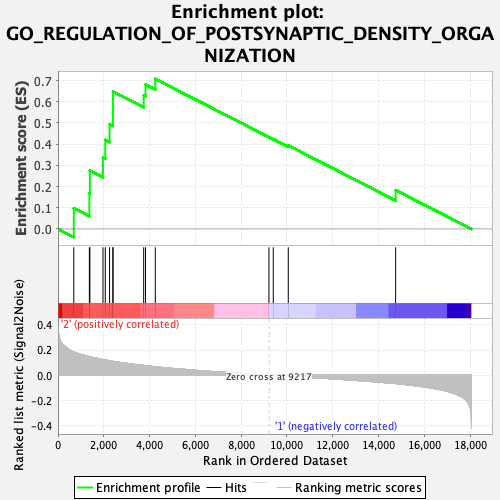 Enrichment plot:
GO_REGULATION_OF_POSTSYNAPTIC_DENSITY_ORGA
NIZATION
Enrichment score (ES)
0.7
0.6
0.5
0.4
0.3
0.2
0.1
0.0
'2' (positively correlated)
Ranked list metric (Signal2Noise)
0.4
0.2
0.0
-0.2
-0.4
Zero cross at 9217
'1' (negatively correlated)
0
2,000
4,000
6,000
8,000
10,000
12,000
14,000
16,000
18,000
Rank in Ordered Dataset
Enrichment profile
Hits
Ranking metric scores